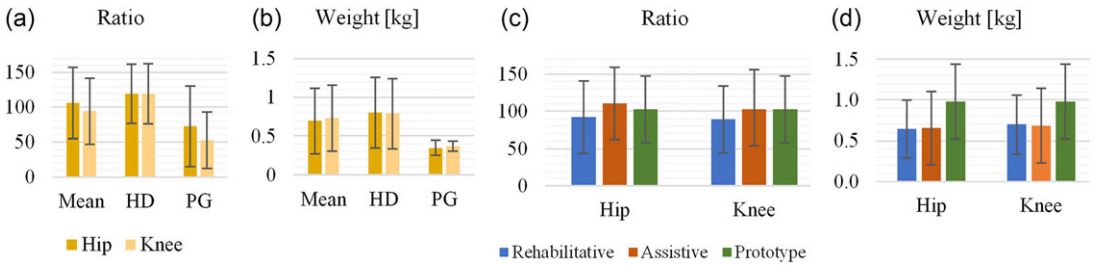 (a) Ratio
150
100
50
0
Mean HD PG
Hip Knee
(b) Weight [kg]
1.5
1
0.5
0
Mean HD PG
(c) Ratio
150
100
50
0
Hip Knee
Rehabilitative Assistive Prototype
(d) Weight [kg]
1.5
1.0
0.5
0.0
Hip Knee